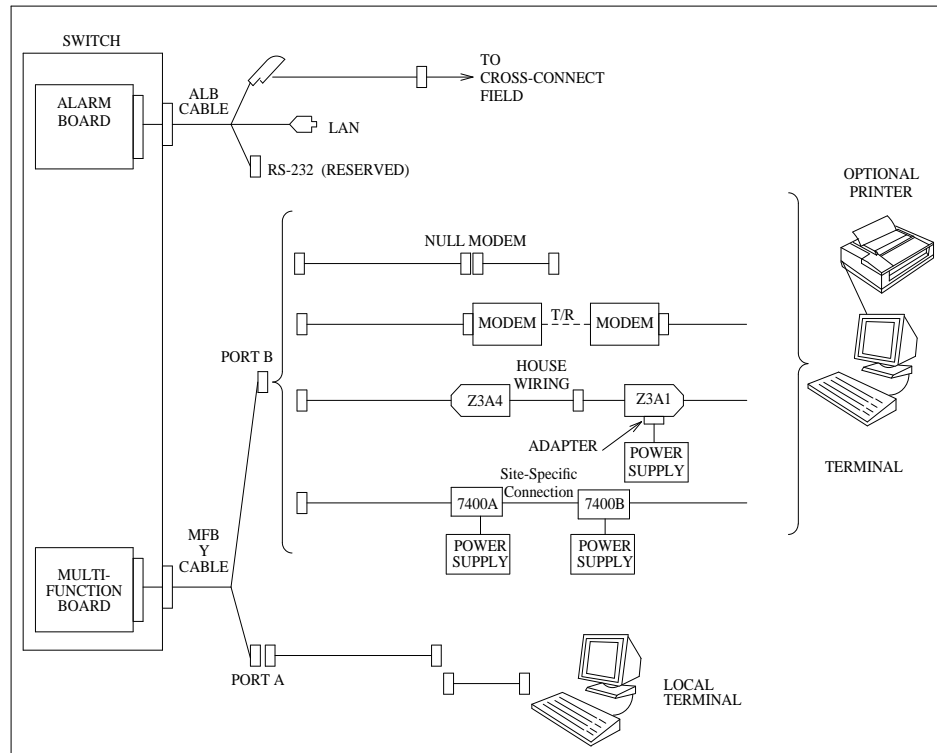 SWITCH
ALARM
BOARD
ALB
CABLE
TO
CROSS-CONNECT
FIELD
LAN
RS-232 (RESERVED)
OPTIONAL
PRINTER
NULL MODEM
MODEM
T/R
MODEM
PORT B
HOUSE
WIRING
Z3A4
Z3A1
ADAPTER
POWER
SUPPLY
TERMINAL
Site-Specific
Connection
7400A
7400B
POWER
SUPPLY
POWER
SUPPLY
MFB
Y
CABLE
MULTI-
FUNCTION
BOARD
PORT A
LOCAL
TERMINAL